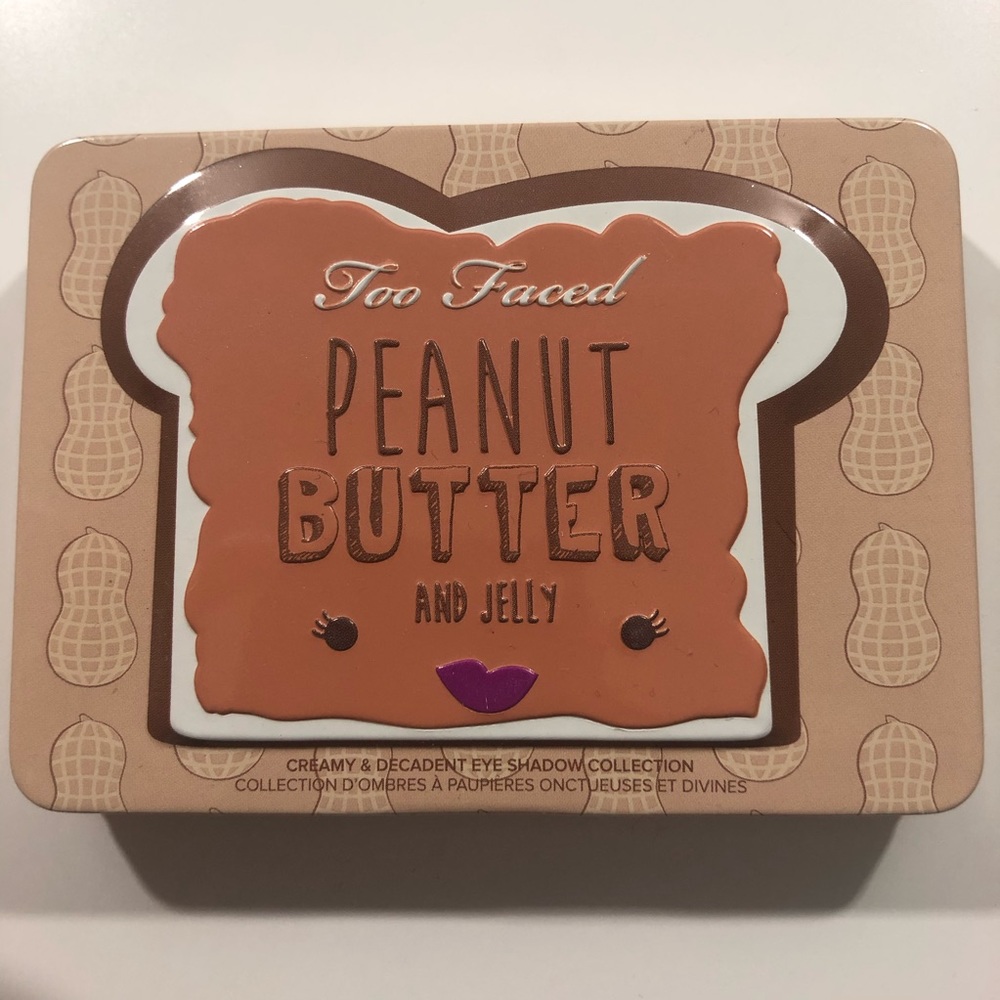 Too Faced
PEANUT
BUTTER
AND JELLY
CREAMY & DECADENT EYE SHADOW COLLECTION
COLLECTION D'OMBRES À PAUPIÈRES ONCTUEUSES ET DIVINES